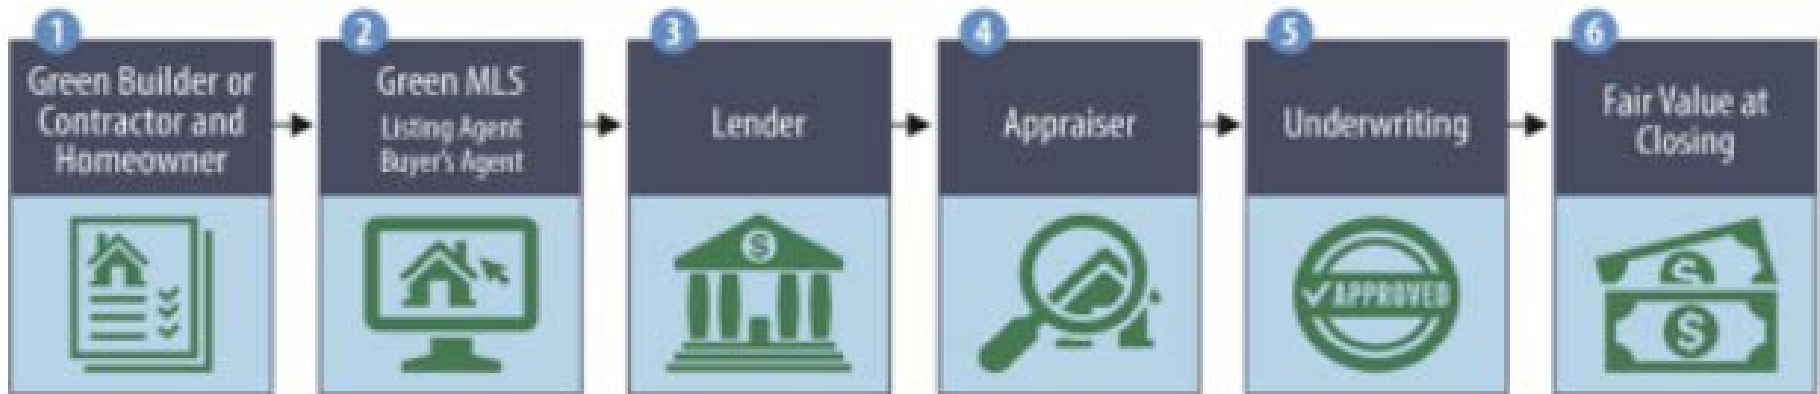 1
Green Builder or
Contractor and
Homeowner
2
Green MLS
Listing Agent
Buyer's Agent
3
Lender
$
4
Appraiser
5
Underwriting
APPROVED
6
Fair Value at
Closing
$
$